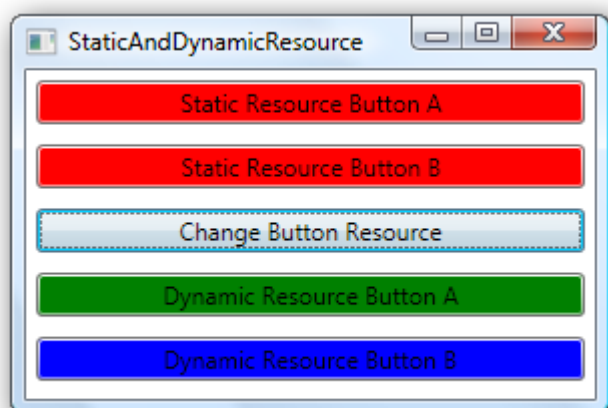 StaticAndDynamicResource
Static Resource Button A
Static Resource Button B
Change Button Resource
Dynamic Resource Button A
Dynamic Resource Button B